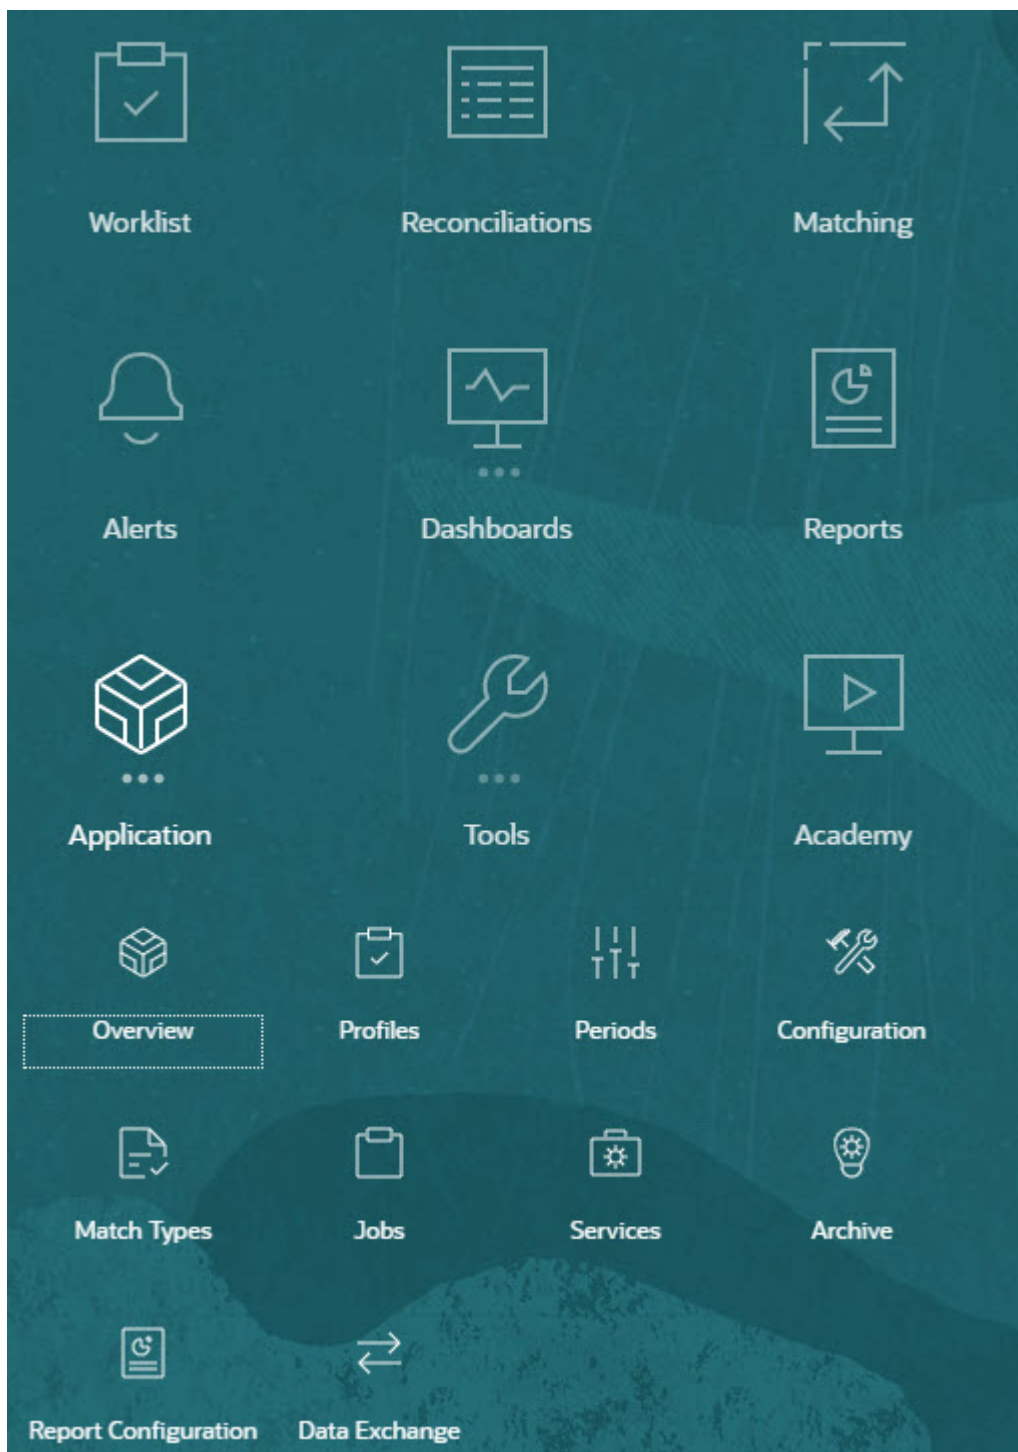 Worklist
Reconciliations
Matching
Alerts
Dashboards
Reports
Application
Tools
Academy
Overview
Profiles
Periods
Configuration
Match Types
Jobs
Services
Archive
Report Configuration
Data Exchange